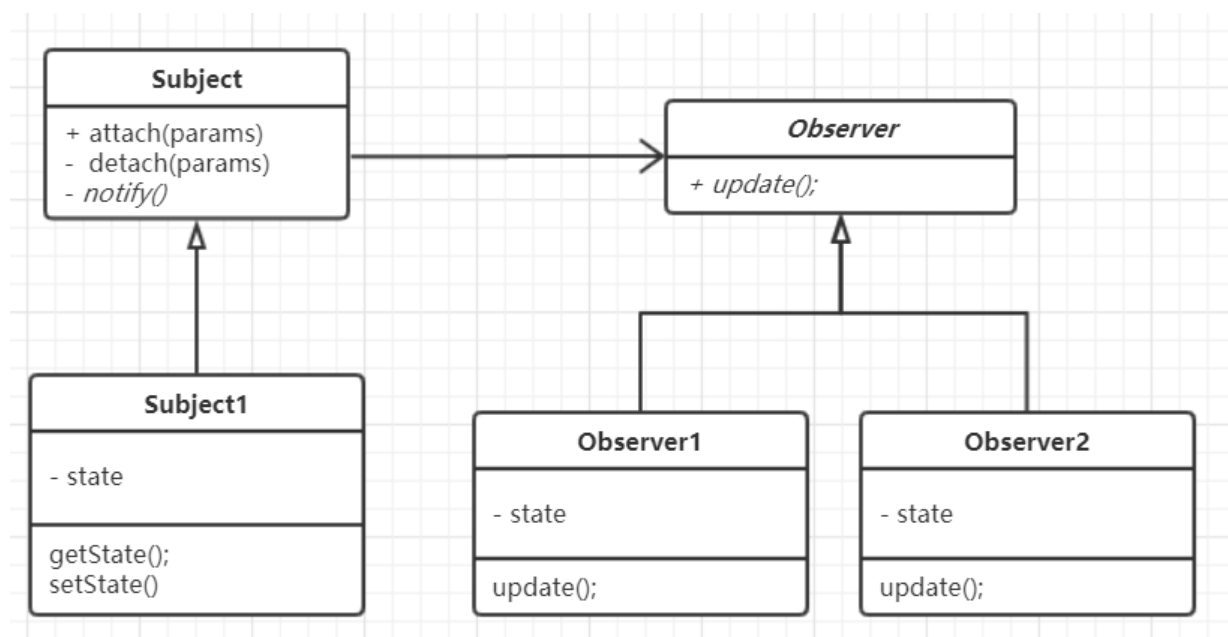 Subject
+ attach(params)
- detach(params)
- notify()
Observer
+ update();
Subject1
- state
getState();
setState()
Observer1
- state
update();
Observer2
- state
update();